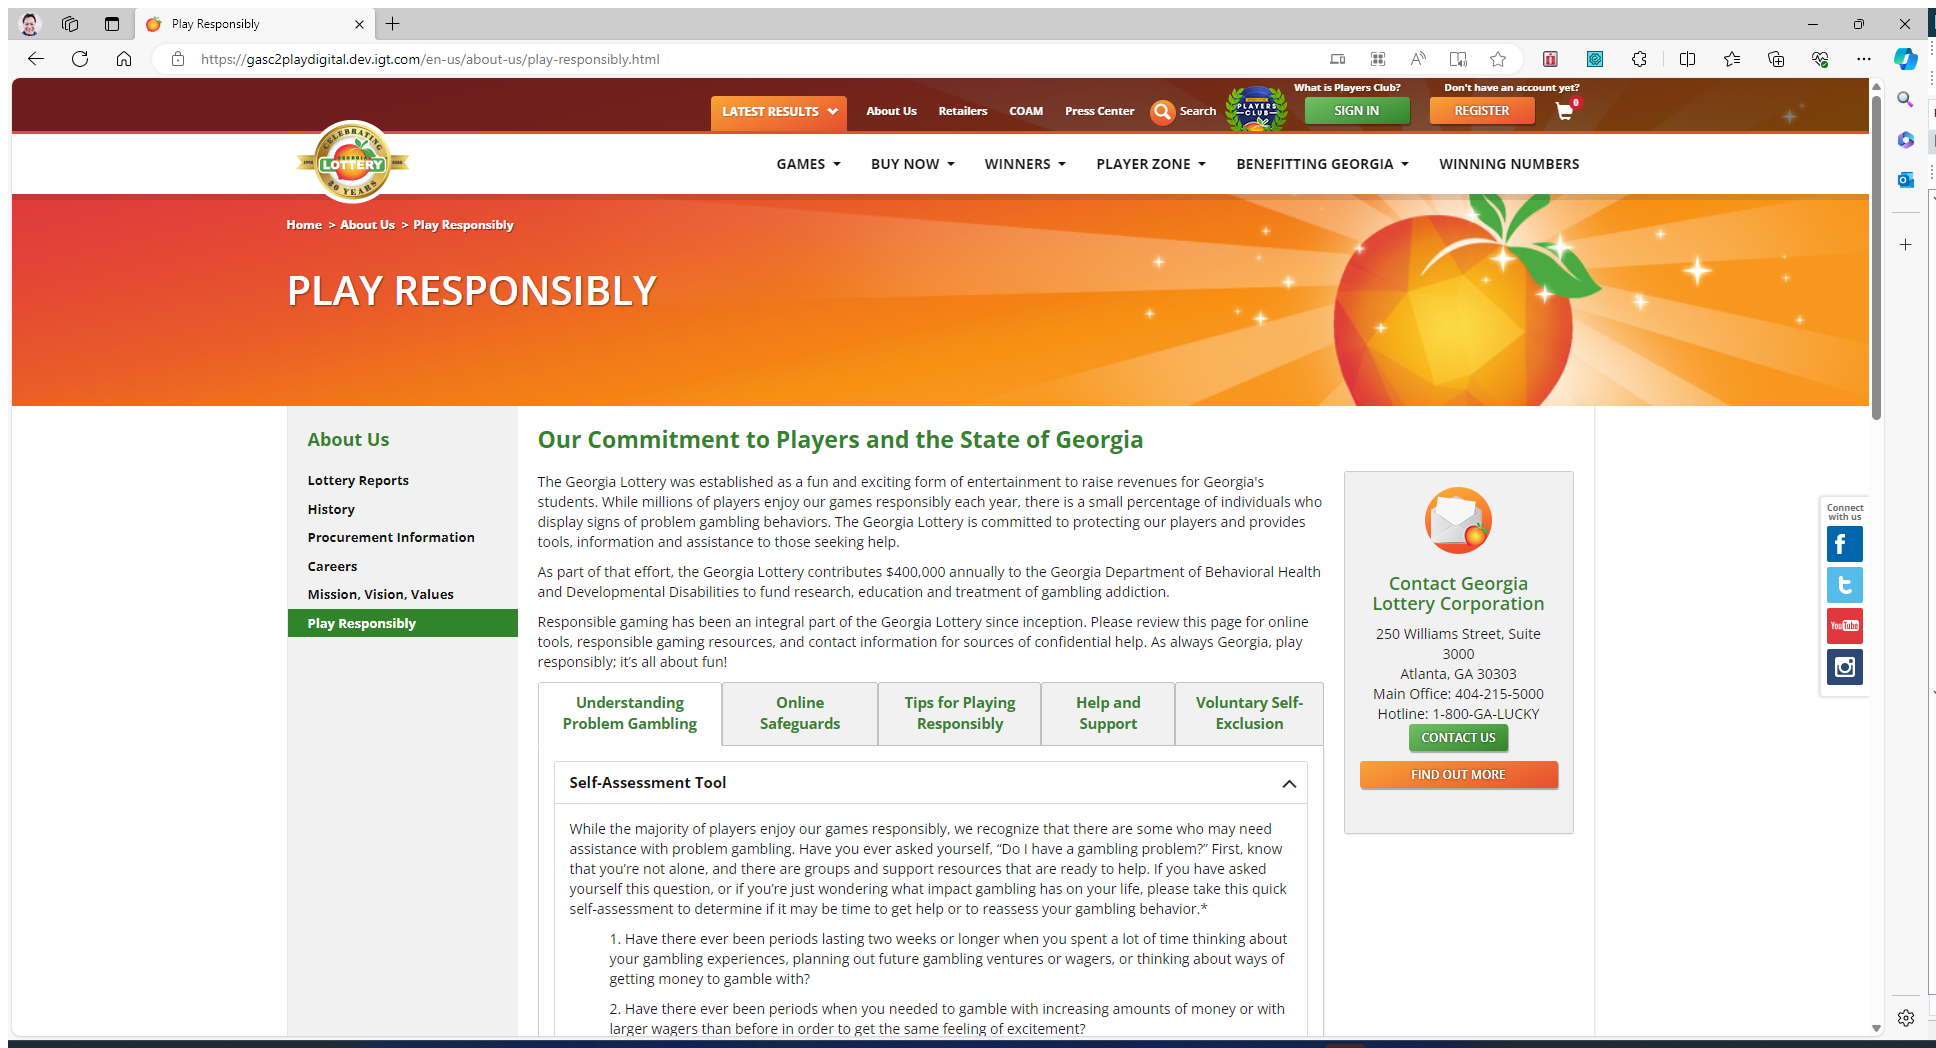 Play Responsibly
https://gasc2playdigital.dev.igt.com/en-us/about-us/play-responsibly.html
What is Players Club?
Don't have an account yet?
LATEST RESULTS
About Us
Retailers
COAM
Press Center
Search
PLAYERS
CLUB
SIGN IN
REGISTER
0
CELEBRATING
GEORGIA
LOTTERY
30 YEARS
GAMES
BUY NOW
WINNERS
PLAYER ZONE
BENEFITTING GEORGIA
WINNING NUMBERS
Home > About Us > Play Responsibly
PLAY RESPONSIBLY
About Us
Lottery Reports
History
Procurement Information
Careers
Mission, Vision, Values
Play Responsibly
Our Commitment to Players and the State of Georgia
The Georgia Lottery was established as a fun and exciting form of entertainment to raise revenues for Georgia's
students. While millions of players enjoy our games responsibly each year, there is a small percentage of individuals who
display signs of problem gambling behaviors. The Georgia Lottery is committed to protecting our players and provides
tools, information and assistance to those seeking help.
As part of that effort, the Georgia Lottery contributes $400,000 annually to the Georgia Department of Behavioral Health
and Developmental Disabilities to fund research, education and treatment of gambling addiction.
Responsible gaming has been an integral part of the Georgia Lottery since inception. Please review this page for online
tools, responsible gaming resources, and contact information for sources of confidential help. As always Georgia, play
responsibly; it's all about fun!
Understanding
Problem Gambling
Online
Safeguards
Tips for Playing
Responsibly
Help and
Support
Voluntary Self-
Exclusion
Self-Assessment Tool
While the majority of players enjoy our games responsibly, we recognize that there are some who may need
assistance with problem gambling. Have you ever asked yourself, “Do I have a gambling problem?” First, know
that you’re not alone, and there are groups and support resources that are ready to help. If you have asked
yourself this question, or if you’re just wondering what impact gambling has on your life, please take this quick
self-assessment to determine if it may be time to get help or to reassess your gambling behavior.*
1. Have there ever been periods lasting two weeks or longer when you spent a lot of time thinking about
your gambling experiences, planning out future gambling ventures or wagers, or thinking about ways of
getting money to gamble with?
2. Have there ever been periods when you needed to gamble with increasing amounts of money or with
larger wagers than before in order to get the same feeling of excitement?
Contact Georgia
Lottery Corporation
250 Williams Street, Suite
3000
Atlanta, GA 30303
Main Office: 404-215-5000
Hotline: 1-800-GA-LUCKY
CONTACT US
FIND OUT MORE
Connect
with us
You Tube